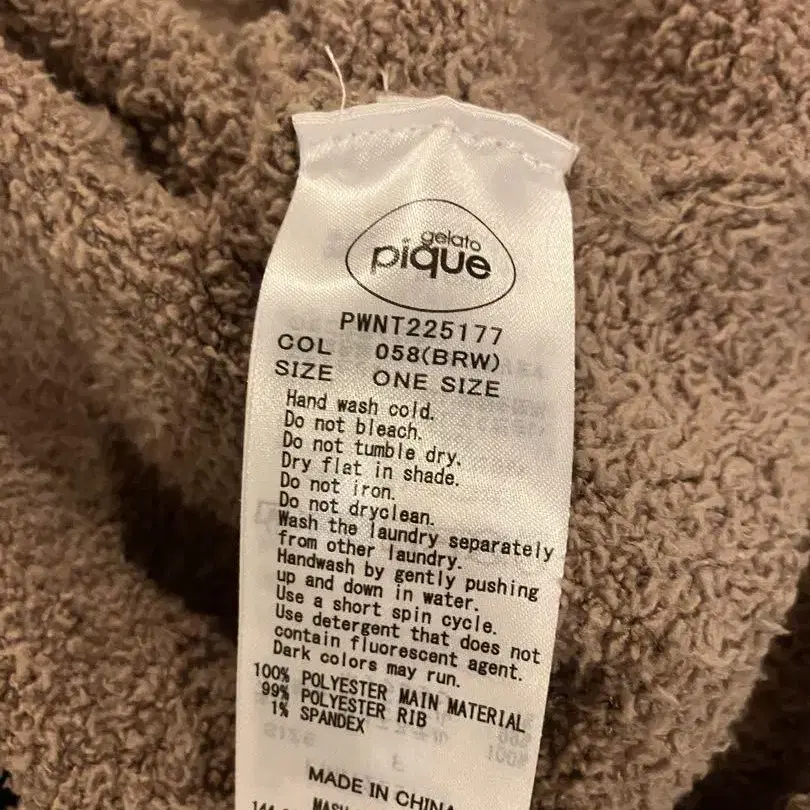 gelato
pique
PWNT225177
COL 058(BRW)
SIZE ONE SIZE
Hand wash cold.
Do not bleach.
Do not tumble dry.
Dry flat in shade.
Do not iron.
Do not dryclean.
Wash the laundry separately
from other laundry.
Handwash by gently pushing
up and down in water.
Use a short spin cycle.
Use detergent that does not
contain fluorescent agent.
Dark colors may run.
100% POLYESTER MAIN MATERIAL
99% POLYESTER RIB
1% SPANDEX
MADE IN CHINA